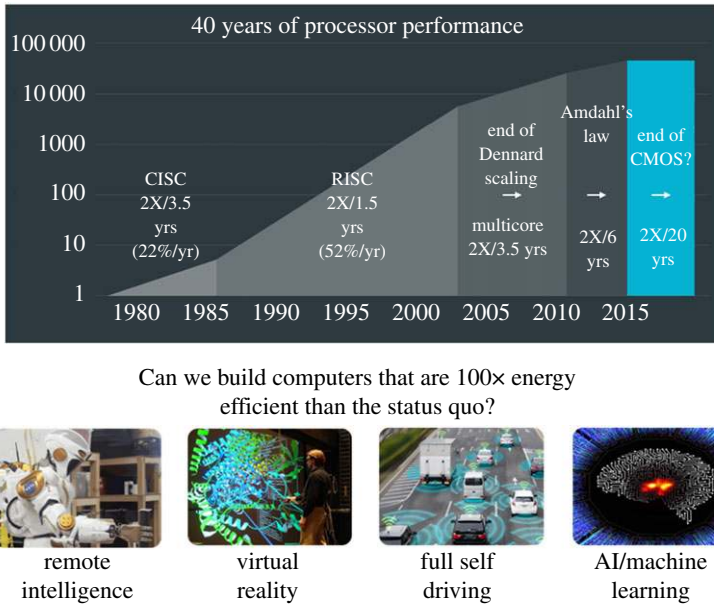 40 years of processor performance
100 000
10 000
1000
100
10
1
CISC
2X/3.5
yrs
(22%/yr)
RISC
2X/1.5
yrs
(52%/yr)
end of
Dennard
scaling
→
multicore
2X/3.5 yrs
Amdahl's
law
→
2X/6
yrs
end of
CMOS?
→
2X/20
yrs
1980 1985 1990 1995 2000 2005 2010 2015
Can we build computers that are 100× energy
efficient than the status quo?
remote
intelligence
virtual
reality
full self
driving
AI/machine
learning